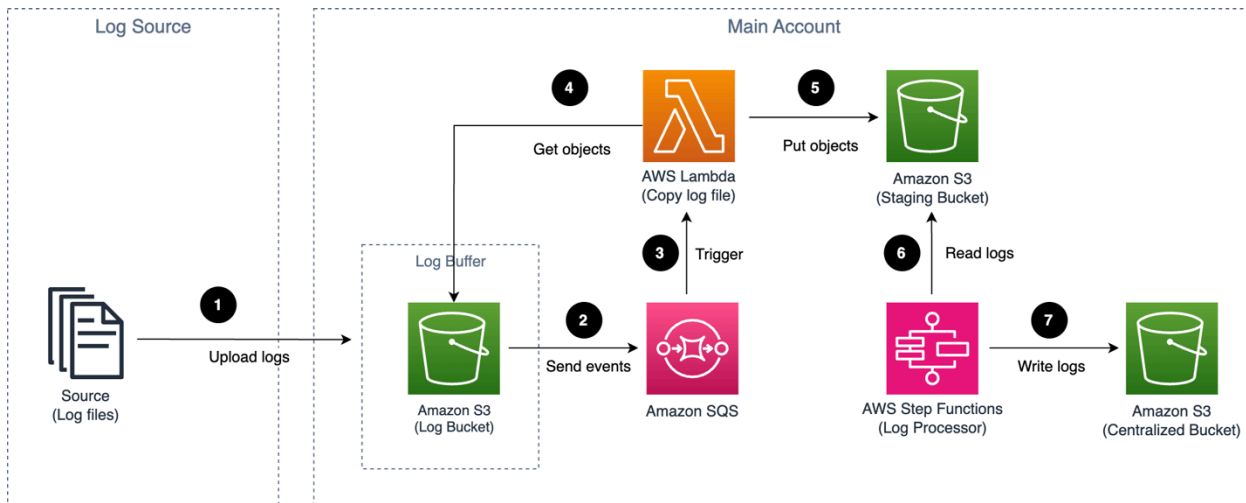 Log Source
Main Account
4
5
Get objects
Put objects
AWS Lambda
(Copy log file)
Amazon S3
(Staging Bucket)
3
Trigger
6
Read logs
Log Buffer
1
2
7
Upload logs
Send events
Write logs
Source
(Log files)
Amazon S3
(Log Bucket)
Amazon SQS
AWS Step Functions
(Log Processor)
Amazon S3
(Centralized Bucket)